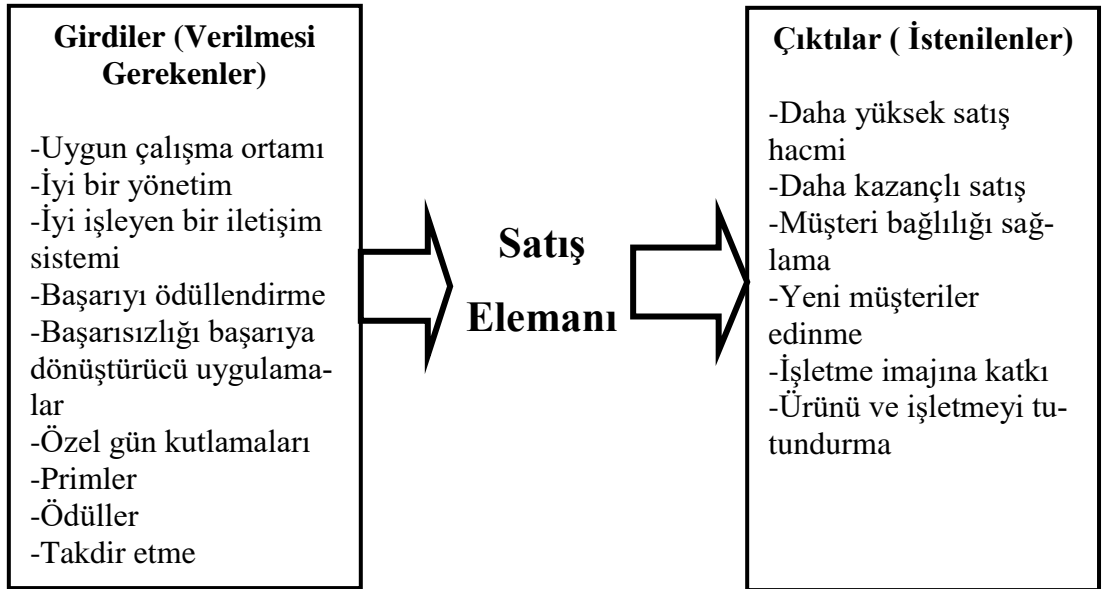 Girdiler (Verilmesi
Gerekenler)
-Uygun çalışma ortamı
-İyi bir yönetim
-İyi işleyen bir iletişim
sistemi
-Başarıyı ödüllendirme
-Başarısızlığı başarıya
dönüştürücü uygulama-
lar
-Özel gün kutlamaları
-Primler
-Ödüller
-Takdir etme
Satış
Elemanı
Çıktılar ( İstenilenler)
-Daha yüksek satış
hacmi
-Daha kazançlı satış
-Müşteri bağlılığı sağ-
lama
-Yeni müşteriler
edinme
-İşletme imajına katkı
-Ürünü ve işletmeyi tu-
tundurma